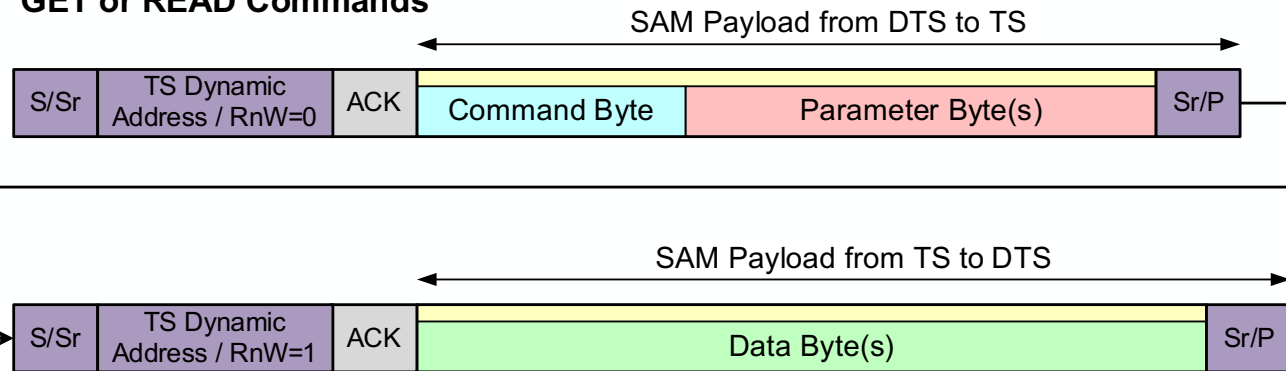 GET or READ Commands
SAM Payload from DTS to TS
S/Sr
TS Dynamic
Address / RnW=0
ACK
Command Byte
Parameter Byte(s)
Sr/P
SAM Payload from TS to DTS
S/Sr
TS Dynamic
Address / RnW=1
ACK
Data Byte(s)
Sr/P